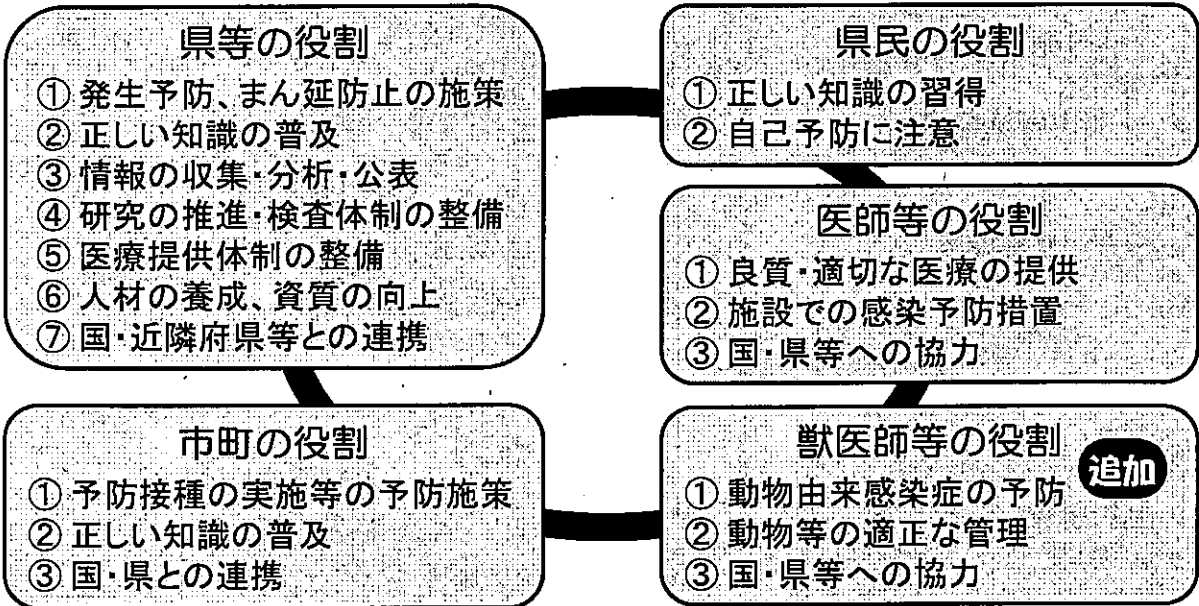 県等の役割
① 発生予防、まん延防止の施策
② 正しい知識の普及
③ 情報の収集・分析・公表
④ 研究の推進・検査体制の整備
⑤ 医療提供体制の整備
⑥ 人材の養成、資質の向上
⑦ 国・近隣府県等との連携
県民の役割
① 正しい知識の習得
② 自己予防に注意
医師等の役割
① 良質・適切な医療の提供
② 施設での感染予防措置
③ 国・県等への協力
市町の役割
① 予防接種の実施等の予防施策
② 正しい知識の普及
③ 国・県との連携
獣医師等の役割
追加
① 動物由来感染症の予防
② 動物等の適正な管理
③ 国・県等への協力